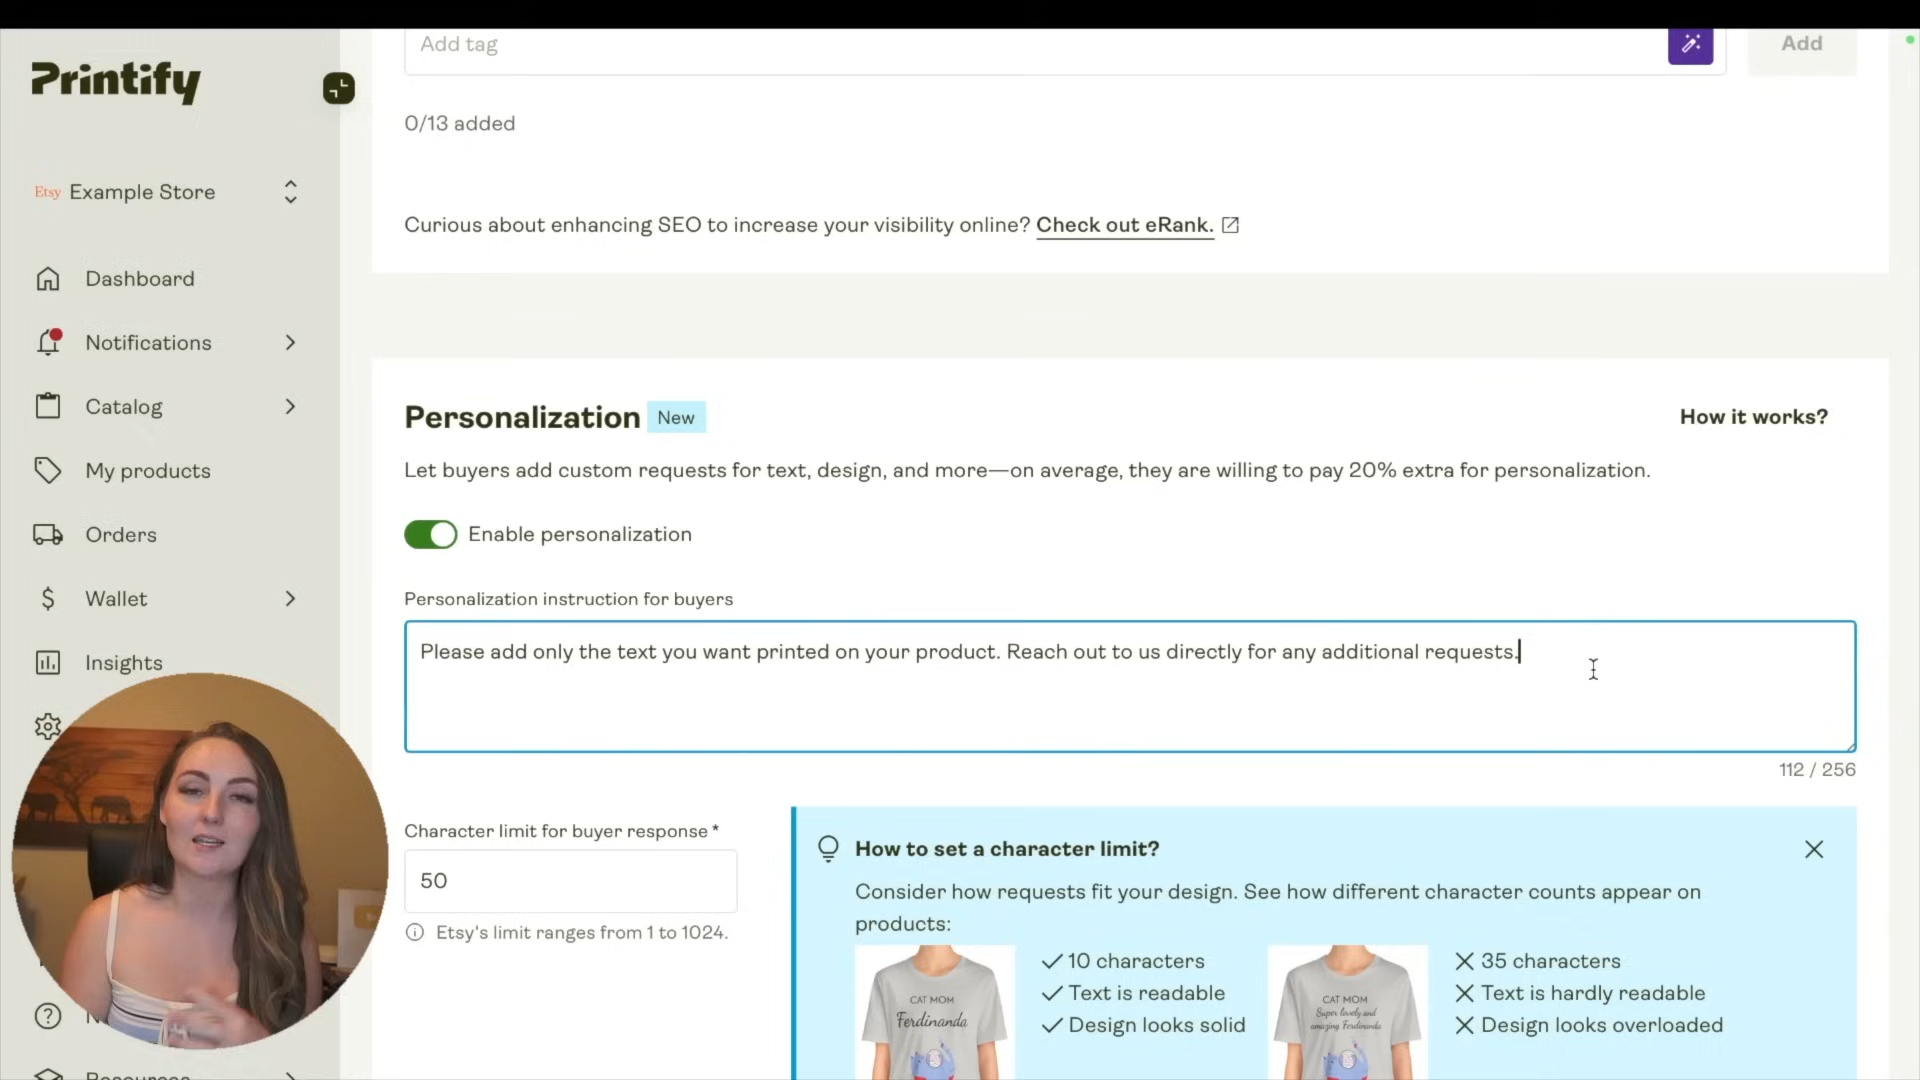 Printify
Etsy Example Store
Dashboard
Notifications
Catalog
My products
Orders
Wallet
Insights
Resources
Add tag
Add
0/13 added
Curious about enhancing SEO to increase your visibility online? Check out eRank.
Personalization New
How it works?
Let buyers add custom requests for text, design, and more—on average, they are willing to pay 20% extra for personalization.
Enable personalization
Personalization instruction for buyers
Please add only the text you want printed on your product. Reach out to us directly for any additional requests.
112 / 256
Character limit for buyer response *
50
Etsy's limit ranges from 1 to 1024.
How to set a character limit?
Consider how requests fit your design. See how different character counts appear on
products:
CAT MOM
Ferdinanda
10 characters
Text is readable
Design looks solid
CAT MOM
Super lovely and
amazing Ferdinanda
35 characters
Text is hardly readable
Design looks overloaded